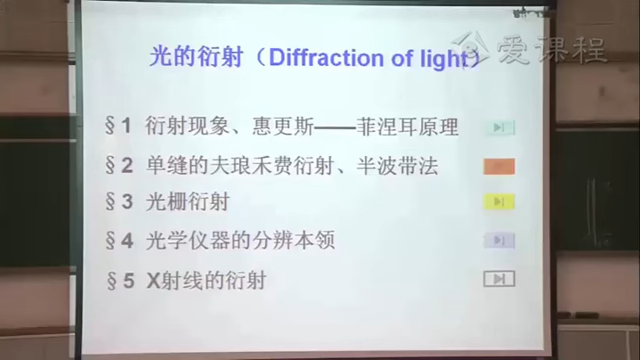 爱课程
光的衍射（Diffraction of light）
§1 衍射现象、惠更斯——菲涅耳原理
§2 单缝的夫琅禾费衍射、半波带法
§3 光栅衍射
§4 光学仪器的分辨本领
§5 X射线的衍射